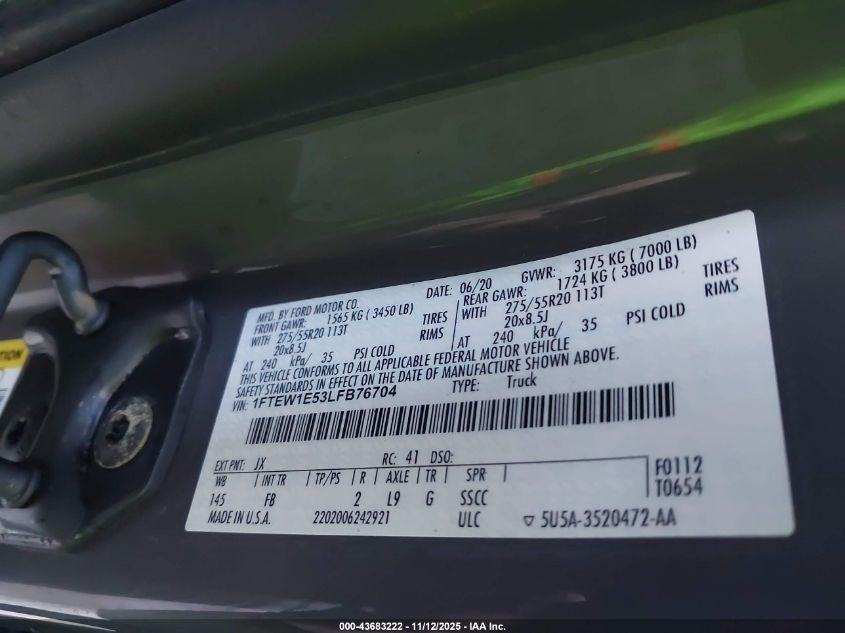 MFD. BY FORD MOTOR CO.
DATE: 06/20 GVWR: 3175 KG ( 7000 LB)
FRONT GAWR: 1565 KG ( 3450 LB) REAR GAWR: 1724 KG ( 3800 LB)
WITH 275/55R20 113T TIRES WITH 275/55R20 113T TIRES
20x8.5J RIMS 20x8.5J RIMS
AT 240 kPa/ 35 PSI COLD AT 240 kPa/ 35 PSI COLD
THIS VEHICLE CONFORMS TO ALL APPLICABLE FEDERAL MOTOR VEHICLE
SAFETY STANDARDS IN EFFECT ON THE DATE OF MANUFACTURE SHOWN ABOVE.
VIN: 1FTEW1E53LFB76704 TYPE: Truck
EXT PNT: JX RC: 41 DSO:
WB INT TR TP/PS R AXLE TR SPR F0112
145 FB 2 L9 G SSCC T0654
MADE IN U.S.A. 2202006242921 ULC 5U5A-3520472-AA
000-43683222 - 11/12/2025 - IAA Inc.